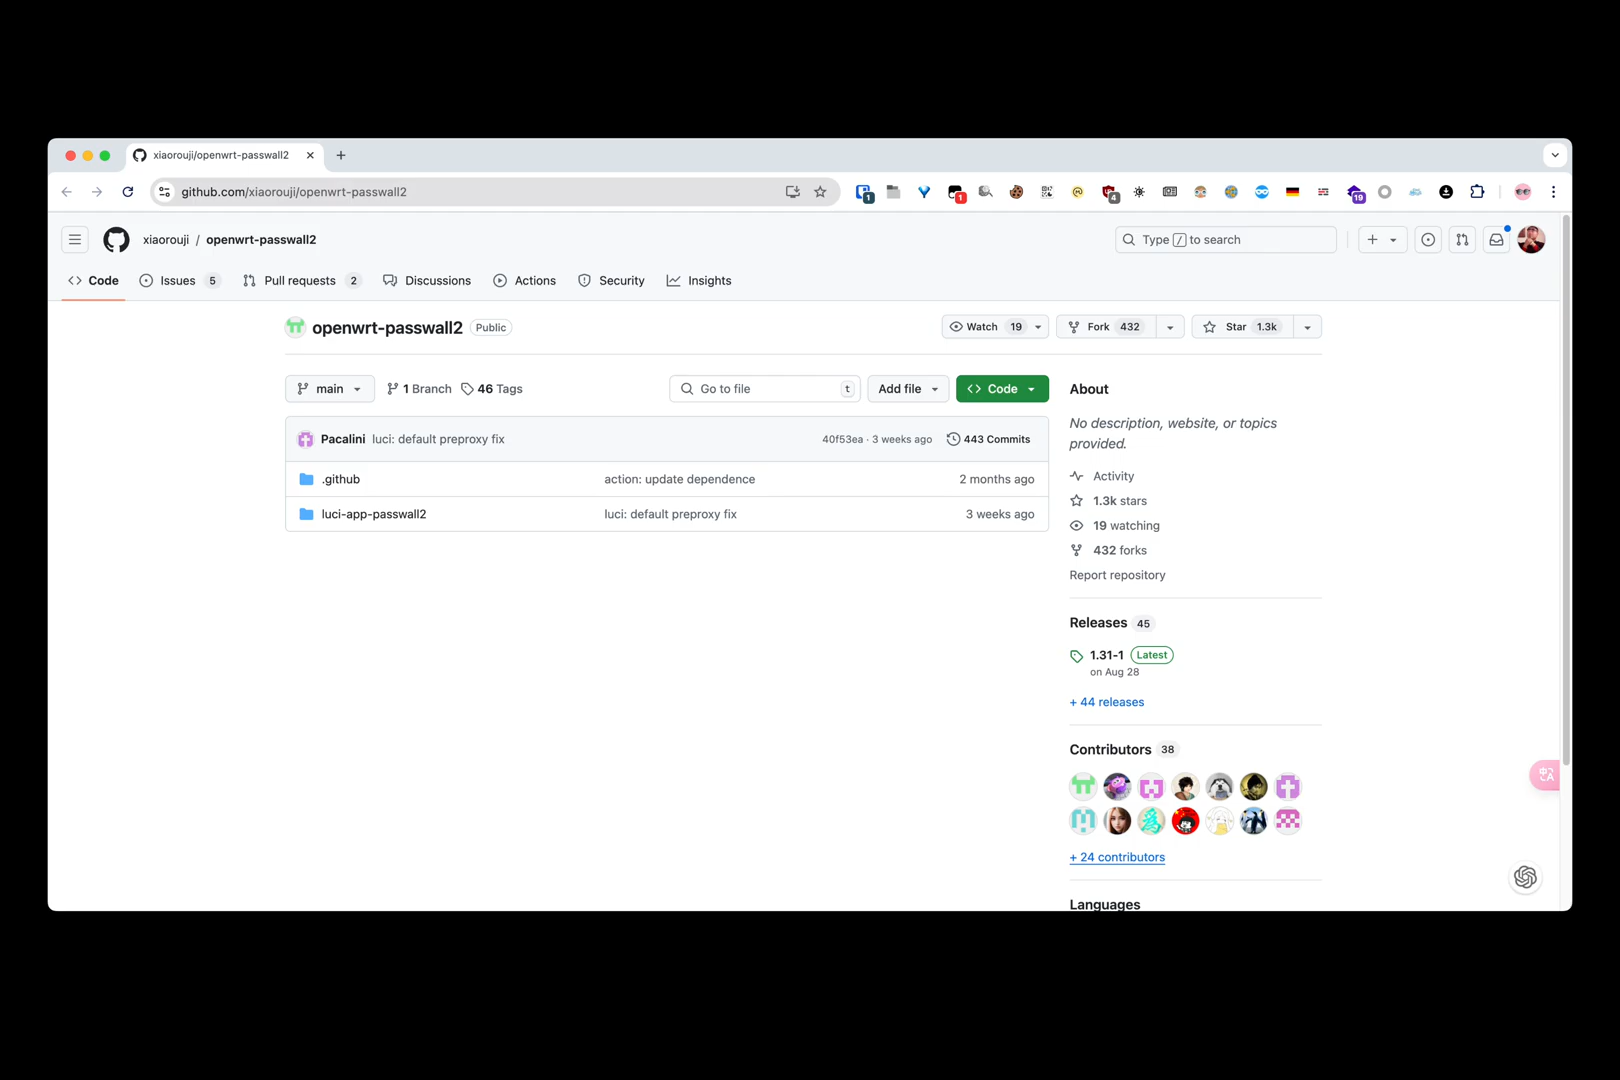 xiaorouji/openwrt-passwall2
github.com/xiaorouji/openwrt-passwall2
1
1
4
19
xiaorouji / openwrt-passwall2
Type / to search
Code
Issues 5
Pull requests 2
Discussions
Actions
Security
Insights
openwrt-passwall2 Public
Watch 19
Fork 432
Star 1.3k
main
1 Branch
46 Tags
Go to file t
Add file
Code
Pacalini luci: default preproxy fix 40f53ea · 3 weeks ago 443 Commits
.github action: update dependence 2 months ago
luci-app-passwall2 luci: default preproxy fix 3 weeks ago
About
No description, website, or topics
provided.
Activity
1.3k stars
19 watching
432 forks
Report repository
Releases 45
1.31-1 Latest
on Aug 28
+ 44 releases
Contributors 38
+ 24 contributors
Languages